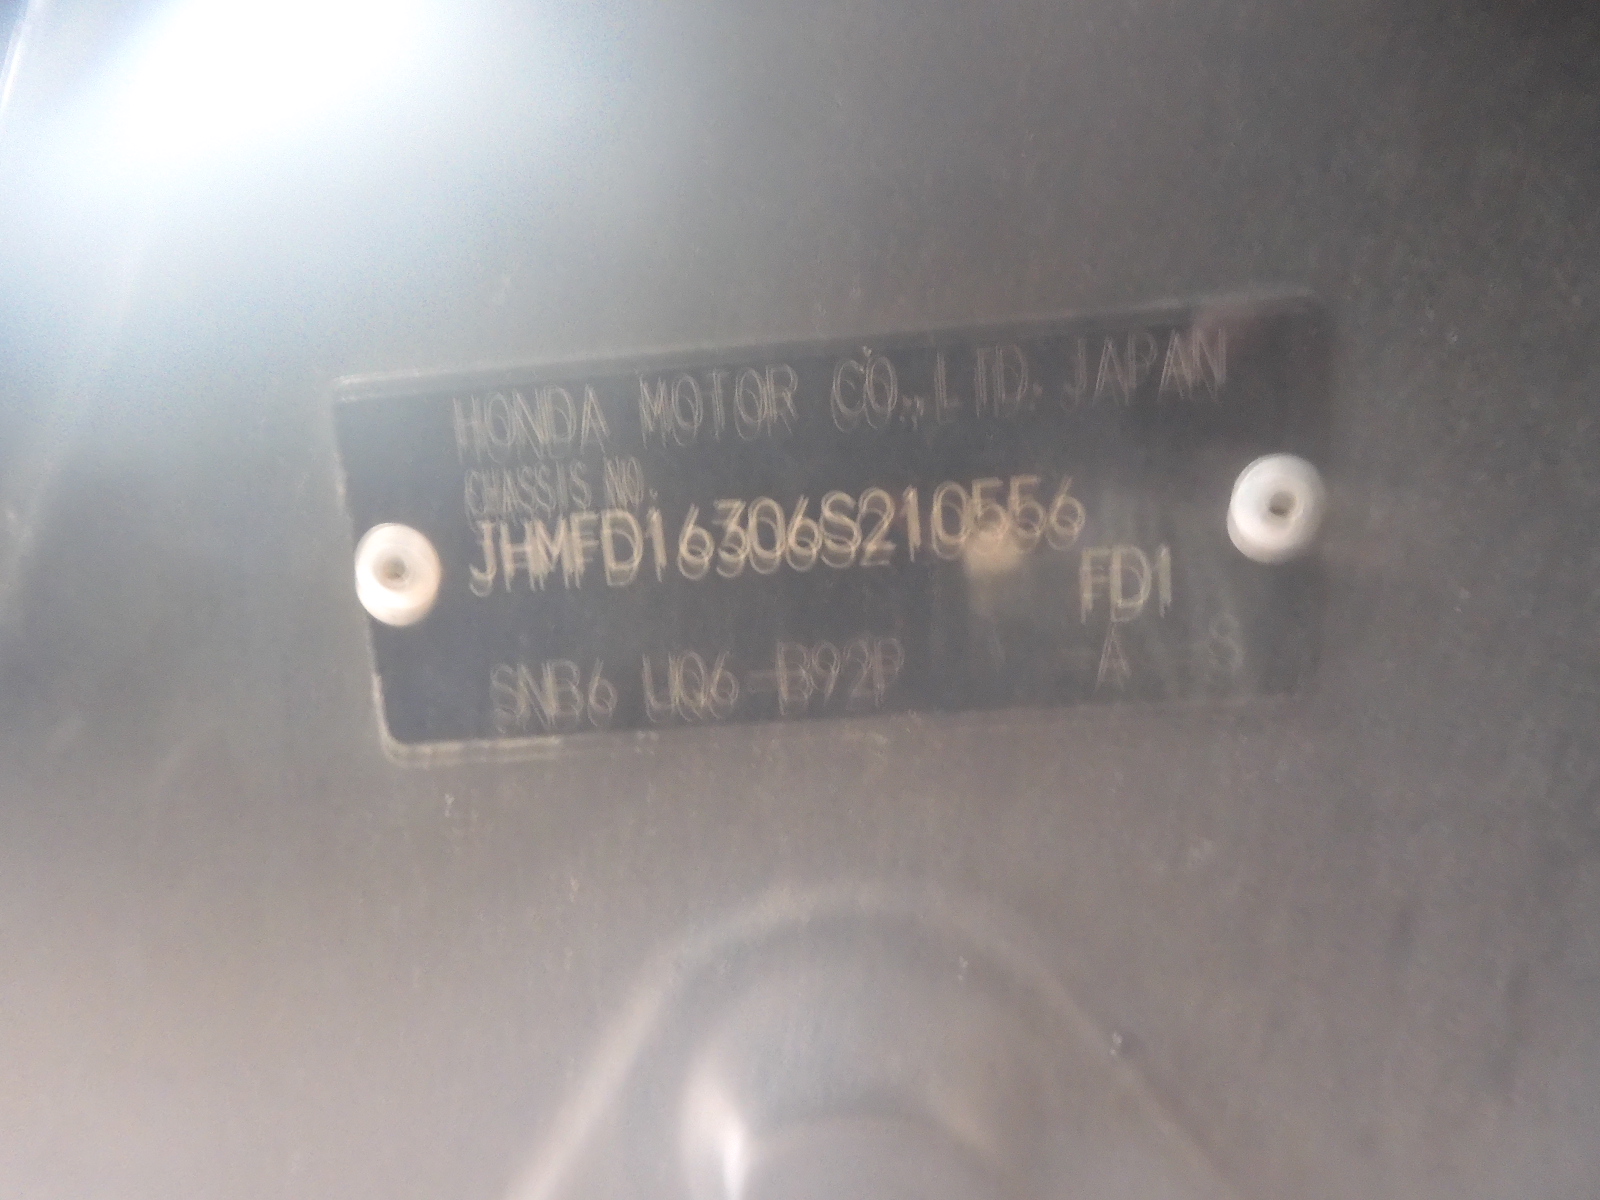 HONDA MOTOR CO.,LTD. JAPAN
CHASSIS NO.
JHMFD16306S210556
FD1
SNB6 UQ6-B92P A S